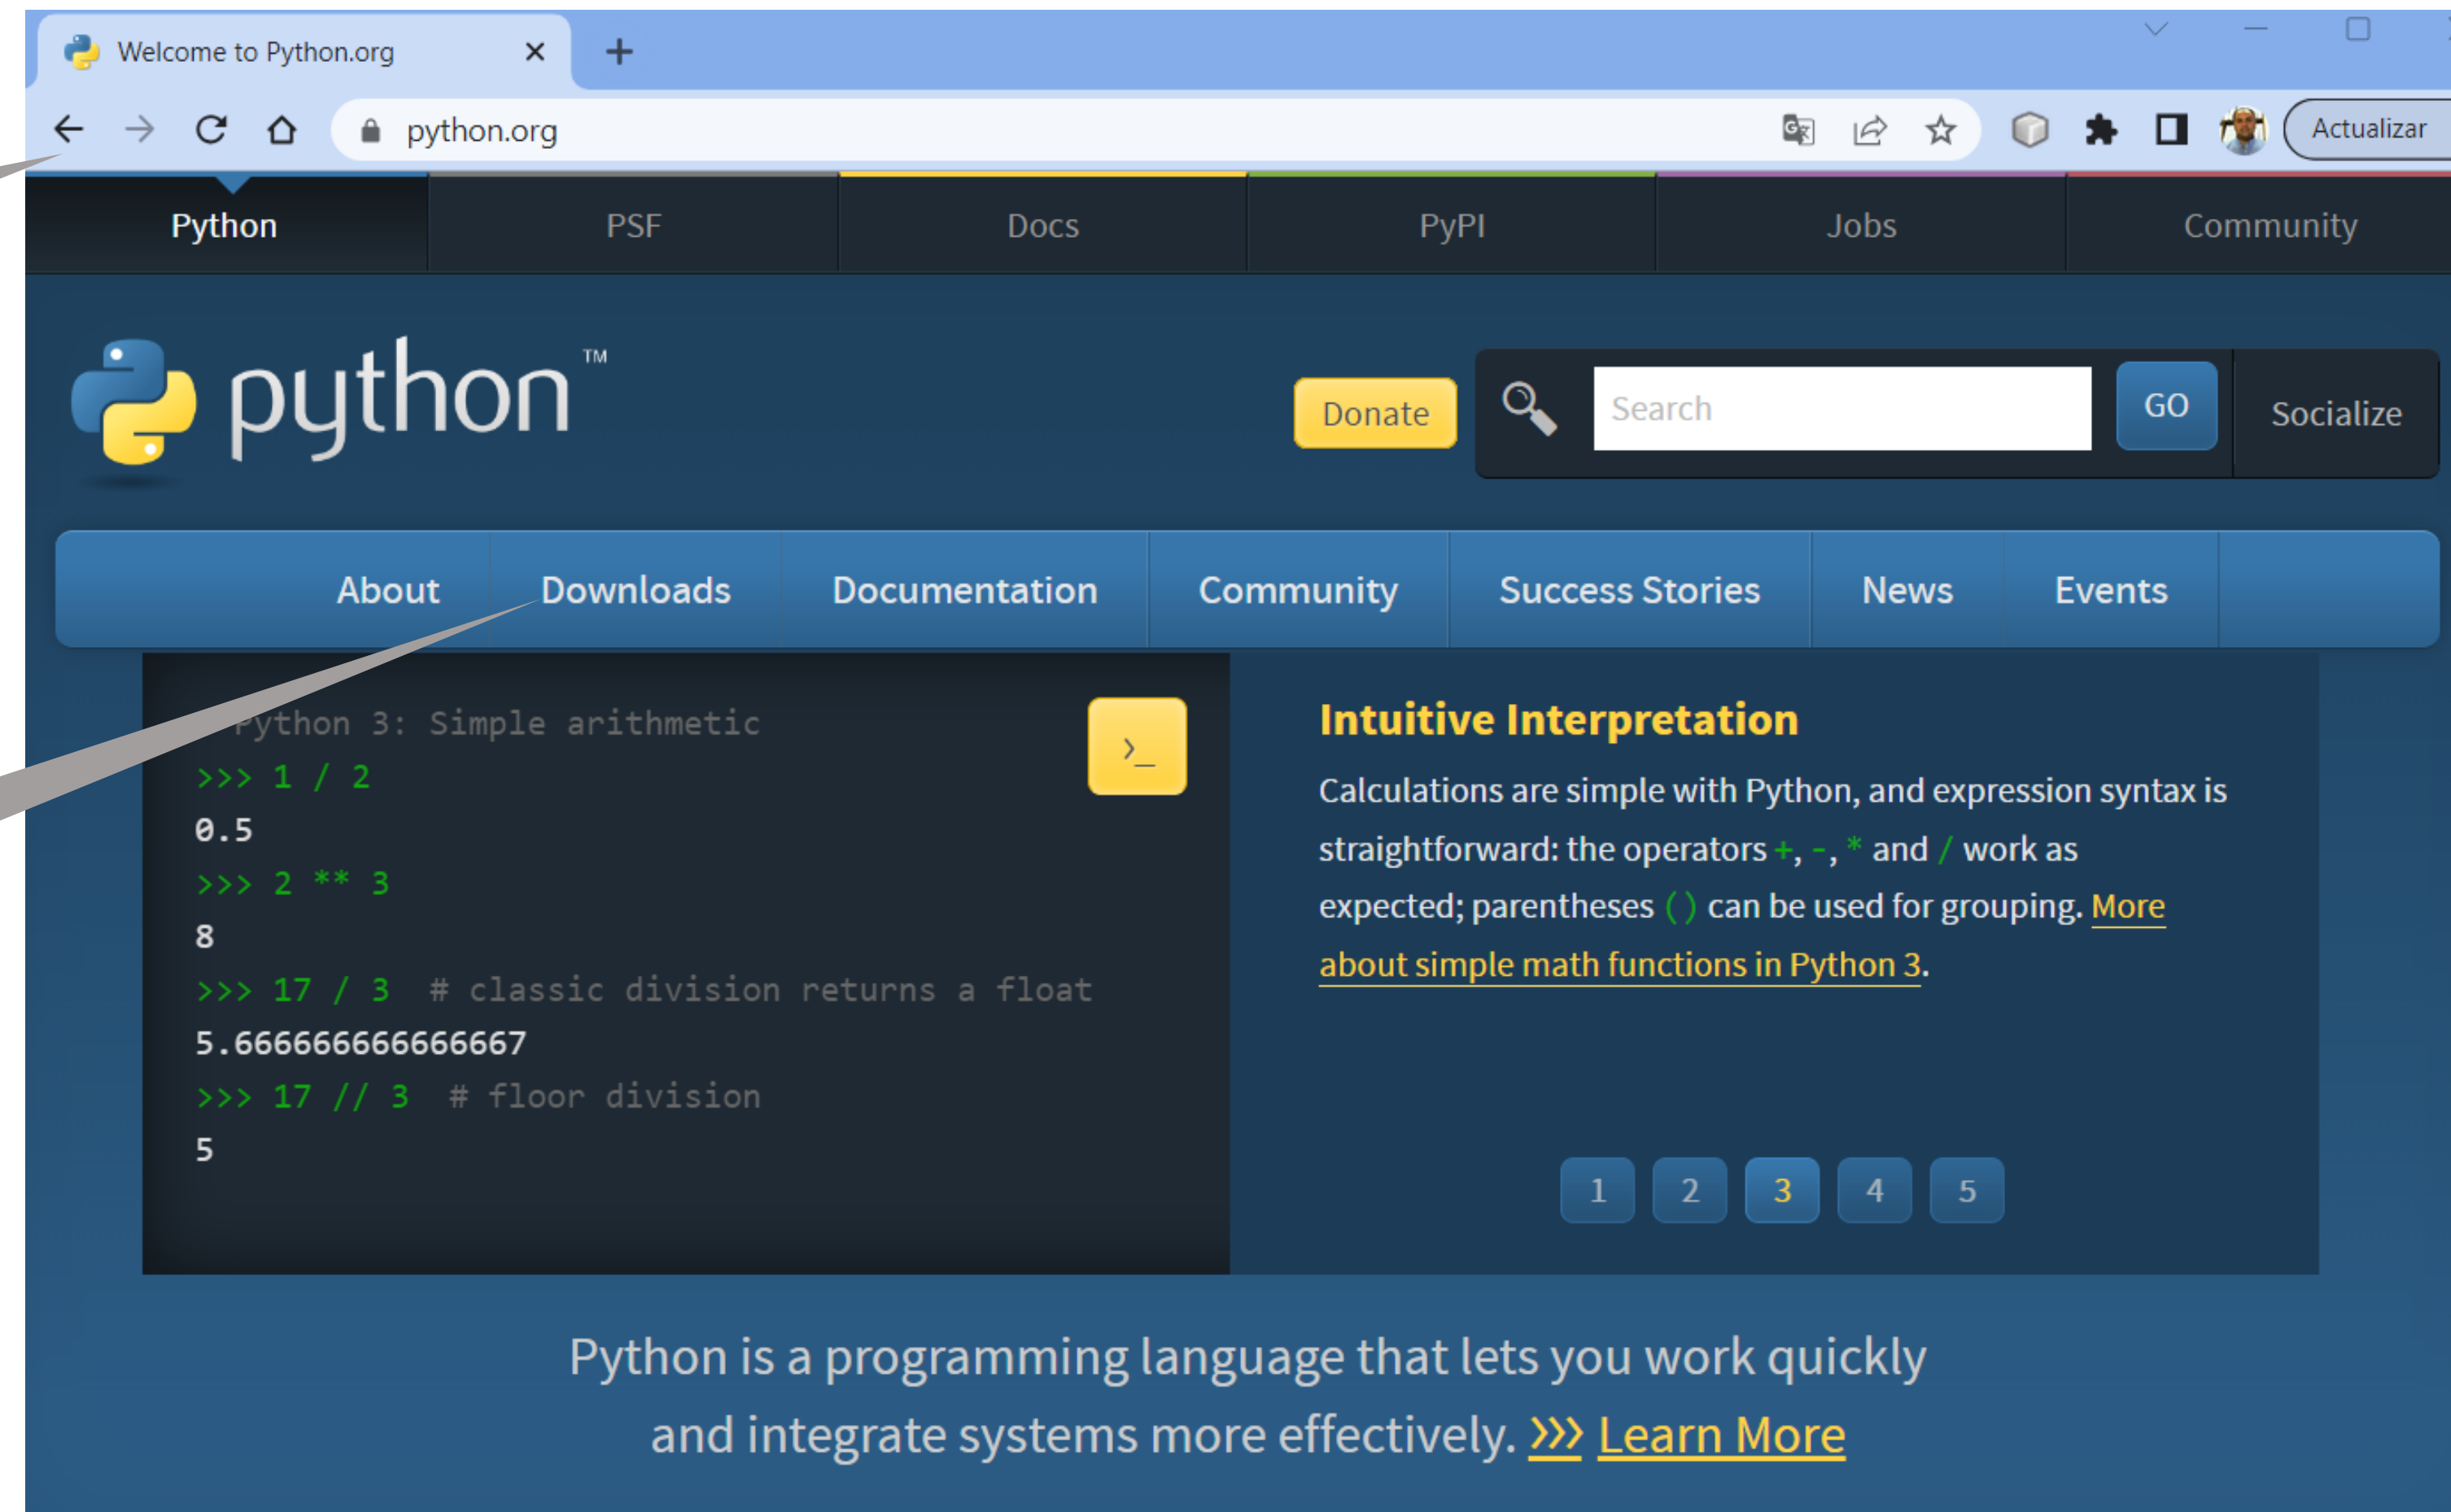 Welcome to Python.org
python.org
Actualizar
Python PSF Docs PyPI Jobs Community
python™
Donate Search GO Socialize
About Downloads Documentation Community Success Stories News Events
Python 3: Simple arithmetic
>>> 1 / 2
0.5
>>> 2 ** 3
8
>>> 17 / 3 # classic division returns a float
5.666666666666667
>>> 17 // 3 # floor division
5
>_
Intuitive Interpretation
Calculations are simple with Python, and expression syntax is
straightforward: the operators +, -, * and / work as
expected; parentheses () can be used for grouping. More
about simple math functions in Python 3.
1 2 3 4 5
Python is a programming language that lets you work quickly
and integrate systems more effectively. >>> Learn More